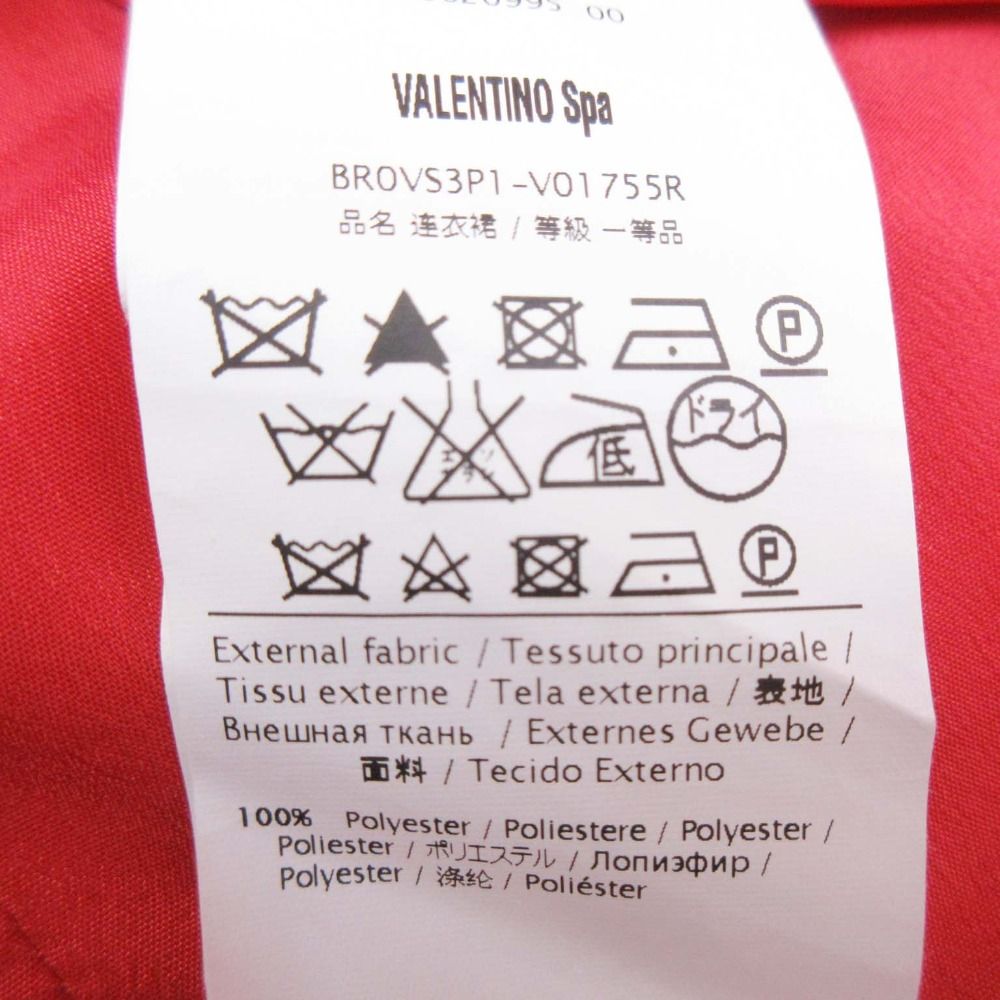 VALENTINO Spa
BR0VS3P1-V01755R
品名 连衣裙 / 等級 一等品
P
低 ドライ
P
External fabric / Tessuto principale /
Tissu externe / Tela externa / 表地 /
Внешная ткань / Externes Gewebe /
面料 / Tecido Externo
100% Polyester / Poliestere / Polyester /
Poliester / ポリエステル / Лопиэфир /
Polyester / 涤纶 / Poliéster